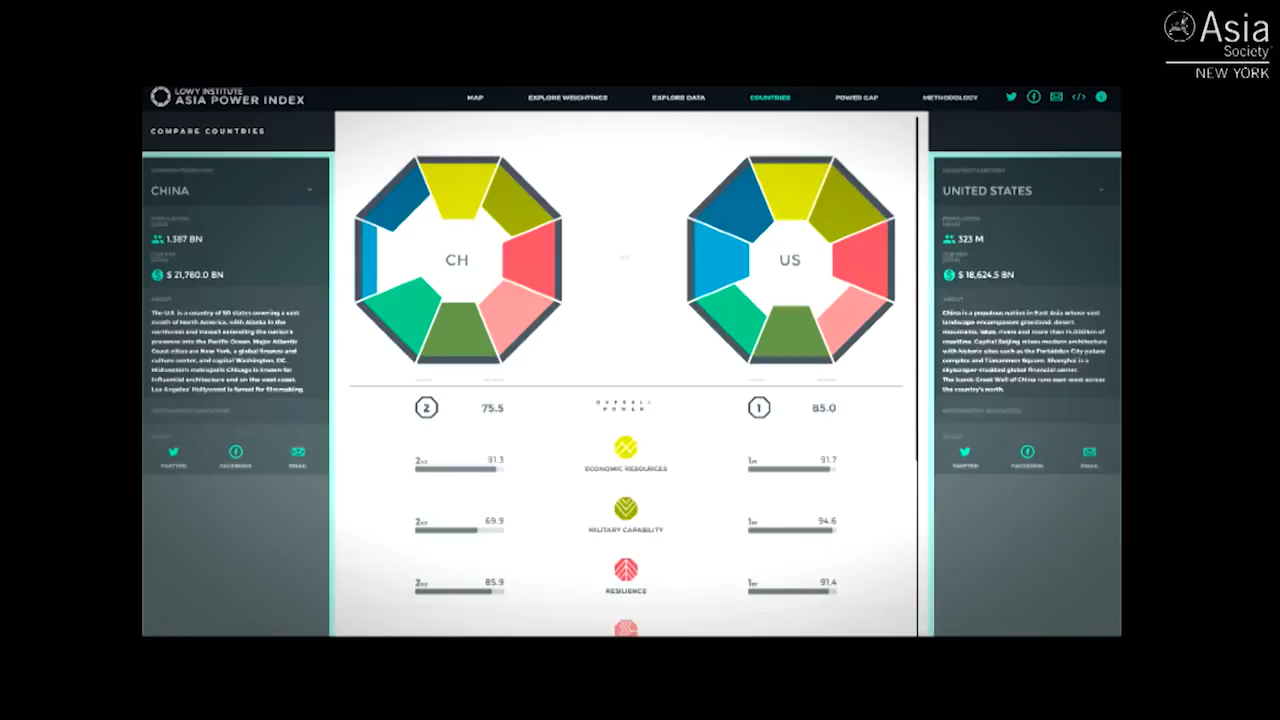 Asia
Society
NEW YORK
LOWY INSTITUTE
ASIA POWER INDEX
MAP
EXPLORE WEIGHTINGS
EXPLORE DATA
COUNTRIES
POWER GAP
METHODOLOGY
COMPARE COUNTRIES
CHINA
POPULATION
1.387 BN
$ 21,760.0 BN
ABOUT
The U.S. is a country of 50 states covering a vast
swath of North America, with Alaska in the
northwest and Hawaii extending the nation's
presence into the Pacific Ocean. Major Atlantic
Coast cities are New York, a global finance and
culture center, and capital Washington, DC.
Midwestern metropolis Chicago is known for
influential architecture and on the west coast,
Los Angeles' Hollywood is famed for filmmaking.
TWITTER
FACEBOOK
EMAIL
CH
US
2
75.5
OVERALL
POWER
1
85.0
2ND
91.3
ECONOMIC RESOURCES
1ST
91.7
2ND
69.9
MILITARY CAPABILITY
1ST
94.6
2ND
85.9
RESILIENCE
1ST
91.4
UNITED STATES
POPULATION
323 M
$ 18,624.5 BN
ABOUT
China is a populous nation in East Asia whose vast
landscape encompasses grassland, desert,
mountains, lakes, rivers and more than 14,000km of
coastline. Capital Beijing mixes modern architecture
with historic sites such as the Forbidden City palace
complex and Tiananmen Square. Shanghai is a
skyscraper-studded global financial center.
The iconic Great Wall of China runs east-west across
the country's north.
TWITTER
FACEBOOK
EMAIL